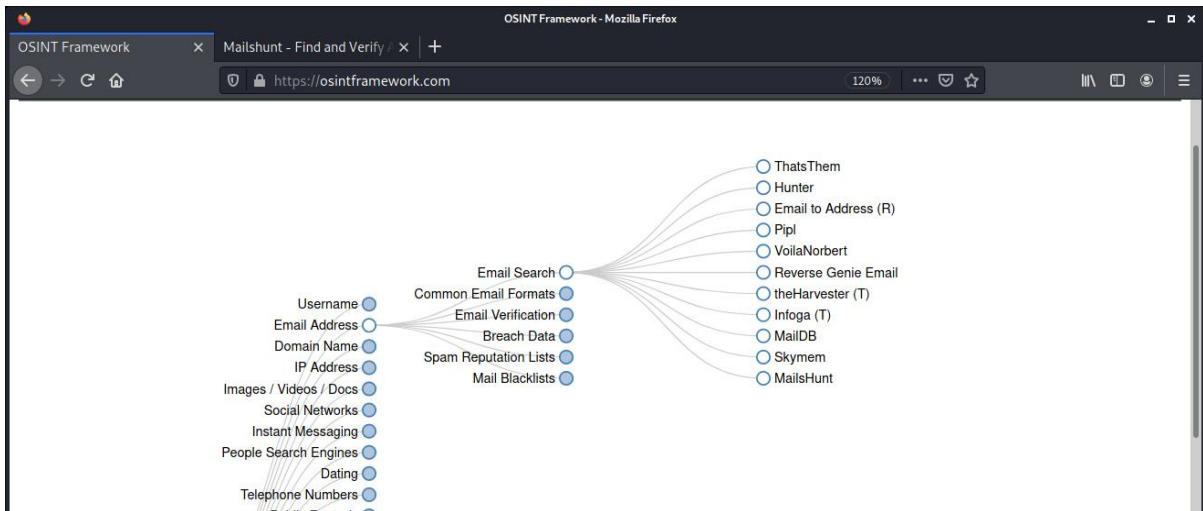 OSINT Framework - Mozilla Firefox
OSINT Framework
Mailshunt - Find and Verify
https://osintframework.com
120%
ThatsThem
Hunter
Email to Address (R)
Pipl
VoilaNorbert
Email Search
Reverse Genie Email
Common Email Formats
theHarvester (T)
Username
Email Verification
Infoga (T)
Email Address
Breach Data
MailDB
Domain Name
Spam Reputation Lists
Skymem
IP Address
Mail Blacklists
MailsHunt
Images / Videos / Docs
Social Networks
Instant Messaging
People Search Engines
Dating
Telephone Numbers